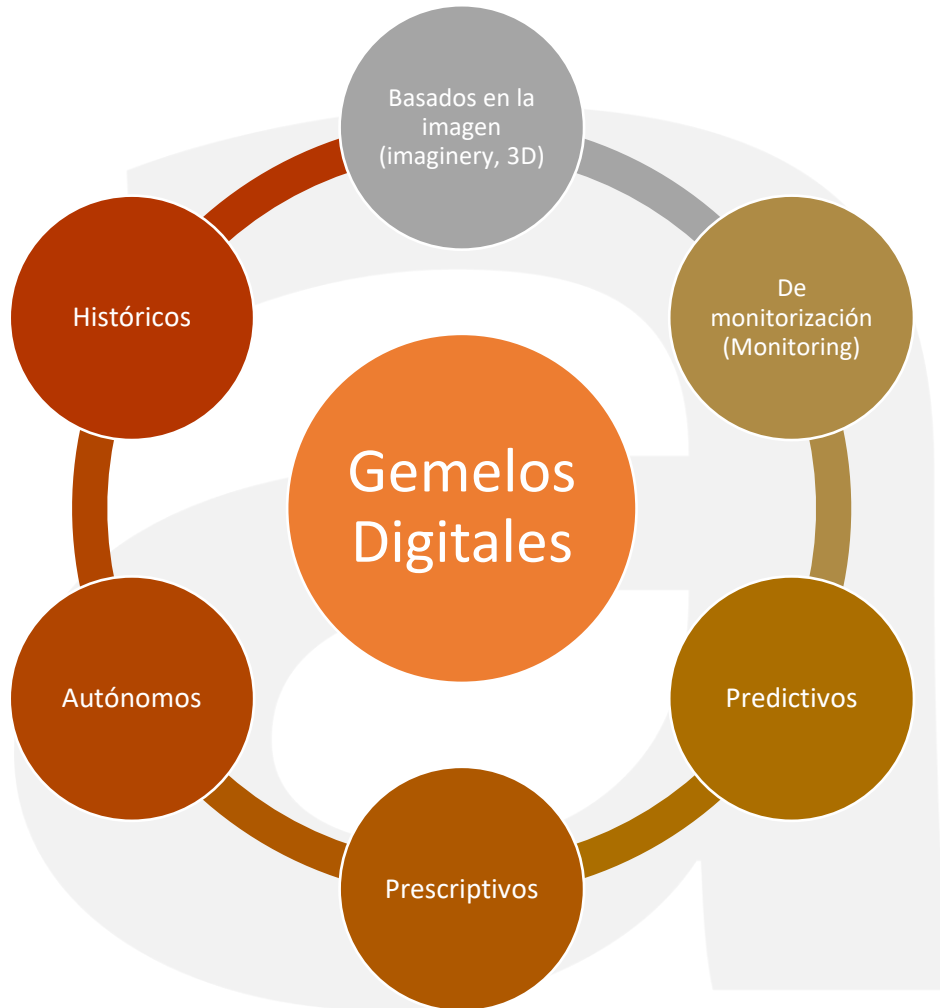 Basados en la
imagen
(imaginery, 3D)
De
monitorización
(Monitoring)
Predictivos
Prescriptivos
Autónomos
Históricos
Gemelos
Digitales